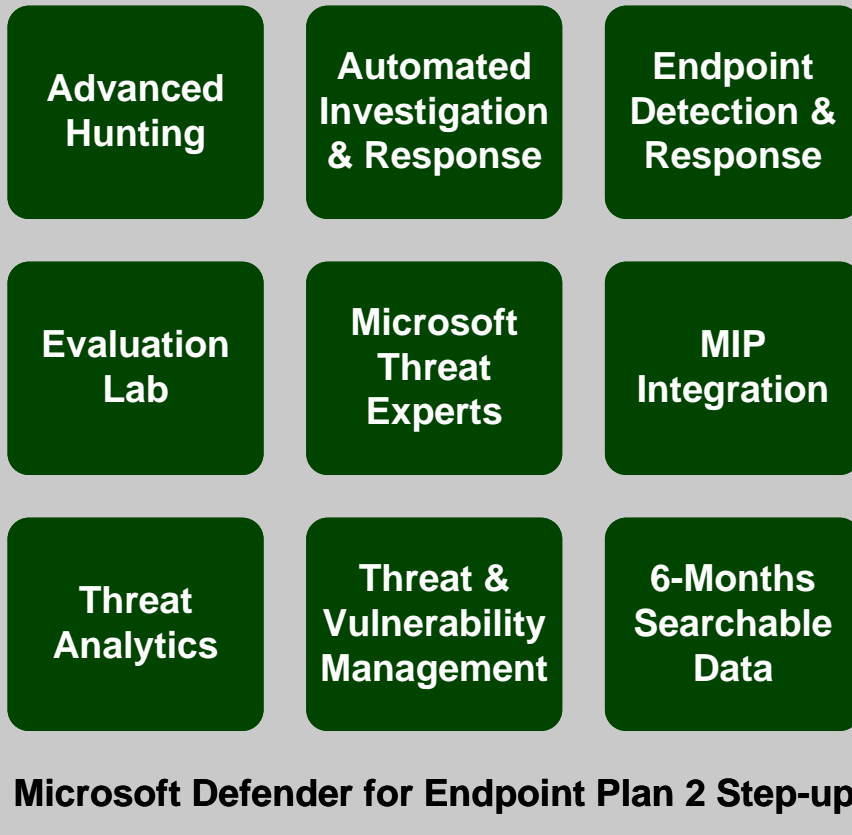 Advanced
Hunting
Automated
Investigation
& Response
Endpoint
Detection &
Response
Evaluation
Lab
Microsoft
Threat
Experts
MIP
Integration
Threat
Analytics
Threat &
Vulnerability
Management
6-Months
Searchable
Data
Microsoft Defender for Endpoint Plan 2 Step-up